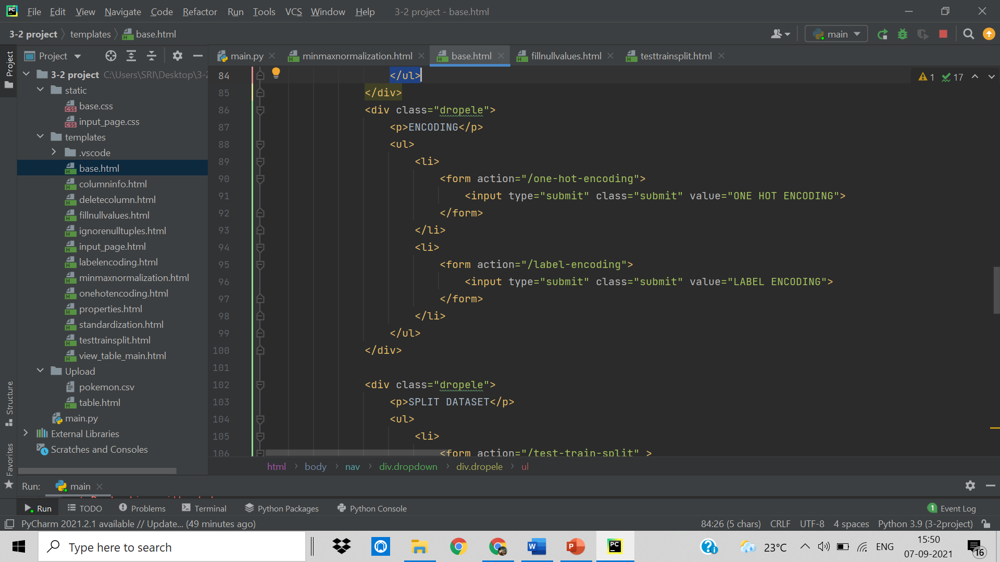 File Edit View Navigate Code Refactor Run Tools VCS Window Help 3-2 project - base.html
3-2 project templates base.html main
Project main.py minmaxnormalization.html base.html fillnullvalues.html testtrainsplit.html
Project
Structure
Favorites
3-2 project C:\Users\SRI\Desktop\3-2
static
base.css
input_page.css
templates
.vscode
base.html
columninfo.html
deletecolumn.html
fillnullvalues.html
ignorenulltuples.html
input_page.html
labelencoding.html
minmaxnormalization.html
onehotencoding.html
properties.html
standardization.html
testtrainsplit.html
view_table_main.html
Upload
pokemon.csv
table.html
main.py
External Libraries
Scratches and Consoles
84 </ul>
1 17
85 </div>
86 <div class="dropele">
87 <p>ENCODING</p>
88 <ul>
89 <li>
90 <form action="/one-hot-encoding">
91 <input type="submit" class="submit" value="ONE HOT ENCODING">
92 </form>
93 </li>
94 <li>
95 <form action="/label-encoding">
96 <input type="submit" class="submit" value="LABEL ENCODING">
97 </form>
98 </li>
99 </ul>
100 </div>
101
102 <div class="dropele">
103 <p>SPLIT DATASET</p>
104 <ul>
105 <li>
106 <form action="/test-train-split" >
html body nav div.dropdown div.dropele ul
Run: main
Run TODO Problems Terminal Python Packages Python Console 1 Event Log
PyCharm 2021.2.1 available // Update... (49 minutes ago) 84:26 (5 chars) CRLF UTF-8 4 spaces Python 3.9 (3-2project)
Type here to search
23°C ENG 15:50
07-09-2021
16